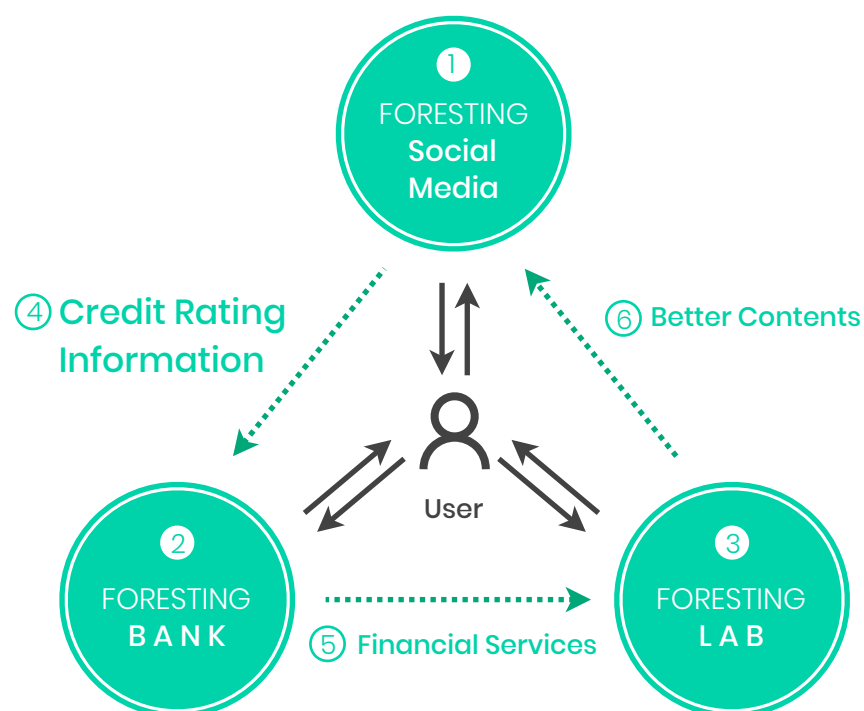 1
FORESTING
Social
Media
4 Credit Rating
Information
6 Better Contents
User
2
FORESTING
BANK
3
FORESTING
LAB
5 Financial Services